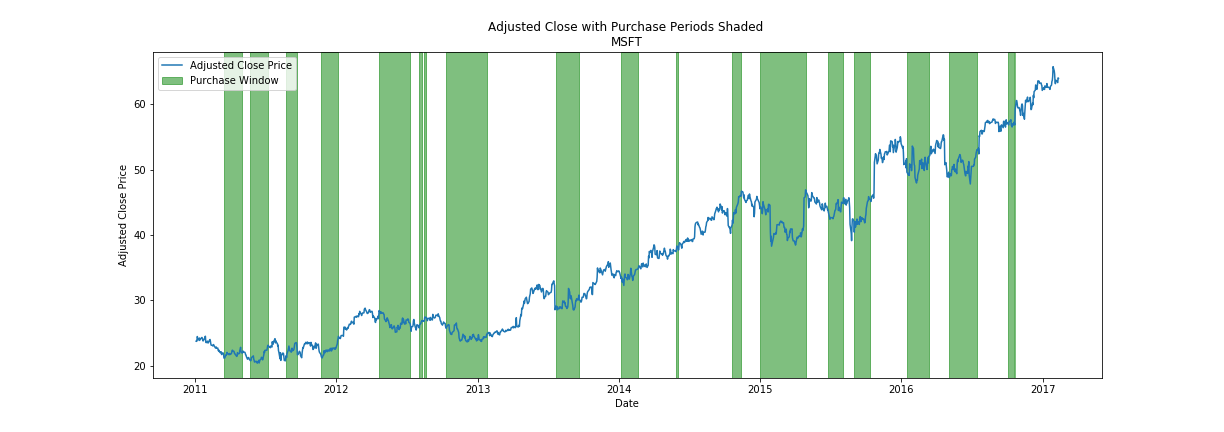 Adjusted Close with Purchase Periods Shaded
MSFT
Adjusted Close Price
Purchase Window
Adjusted Close Price
60
50
40
30
20
2011 2012 2013 2014 2015 2016 2017
Date